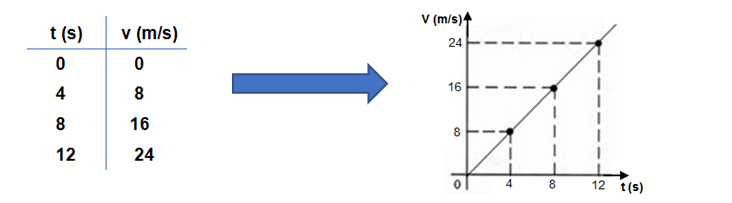 t (s) v (m/s)
0 0
4 8
8 16
12 24
V (m/s)
24
16
8
0 4 8 12 t (s)